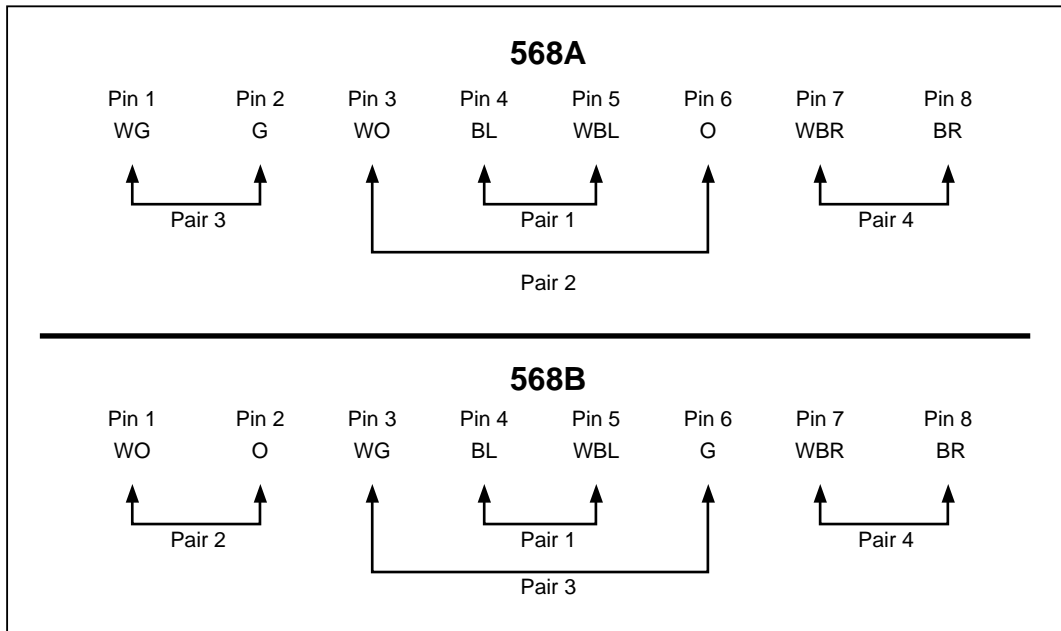 568A
Pin 1 Pin 2 Pin 3 Pin 4 Pin 5 Pin 6 Pin 7 Pin 8
WG G WO BL WBL O WBR BR
Pair 3 Pair 1 Pair 4
Pair 2
568B
Pin 1 Pin 2 Pin 3 Pin 4 Pin 5 Pin 6 Pin 7 Pin 8
WO O WG BL WBL G WBR BR
Pair 2 Pair 1 Pair 4
Pair 3